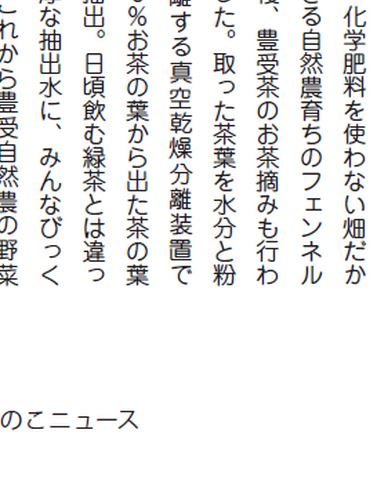 化学肥料を使わない畑だか
る自然農育ちのフェンネル
、豊受茶のお茶摘みも行わ
した。取った茶葉を水分と粉
離する真空乾燥分離装置で
％お茶の葉から出た茶の葉
抽出。日頃飲む緑茶とは違っ
な抽出水に、みんなびっく
れから豊受自然農の野菜
のこニュース